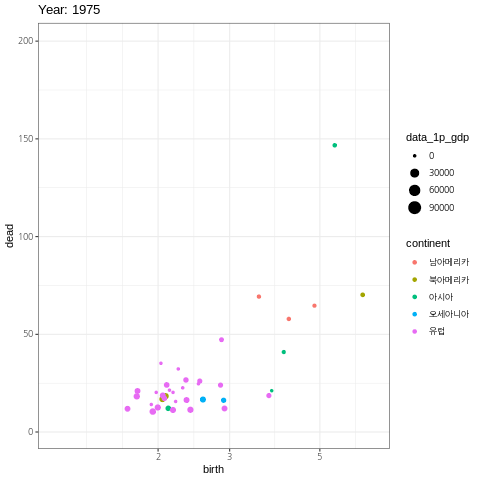 Year: 1975
200
150
100
50
0
dead
2
3
5
birth
data_1p_gdp
0
30000
60000
90000
continent
남아메리카
북아메리카
아시아
오세아니아
유럽